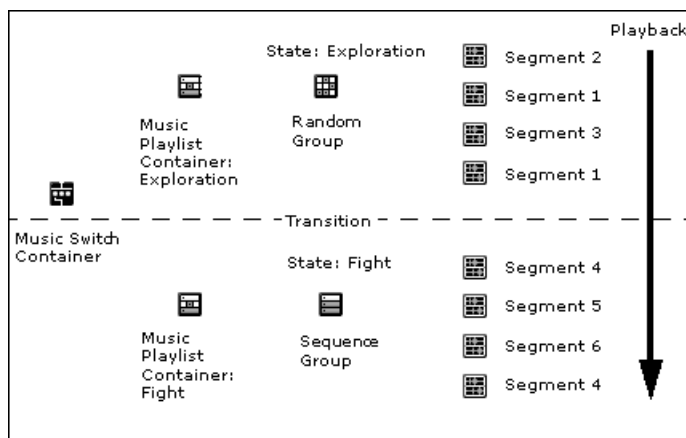 Playback
State: Exploration
Segment 2
Segment 1
Segment 3
Segment 1
Music
Playlist
Container:
Exploration
Random
Group
Transition
Music Switch
Container
State: Fight
Segment 4
Segment 5
Segment 6
Segment 4
Music
Playlist
Container:
Fight
Sequence
Group